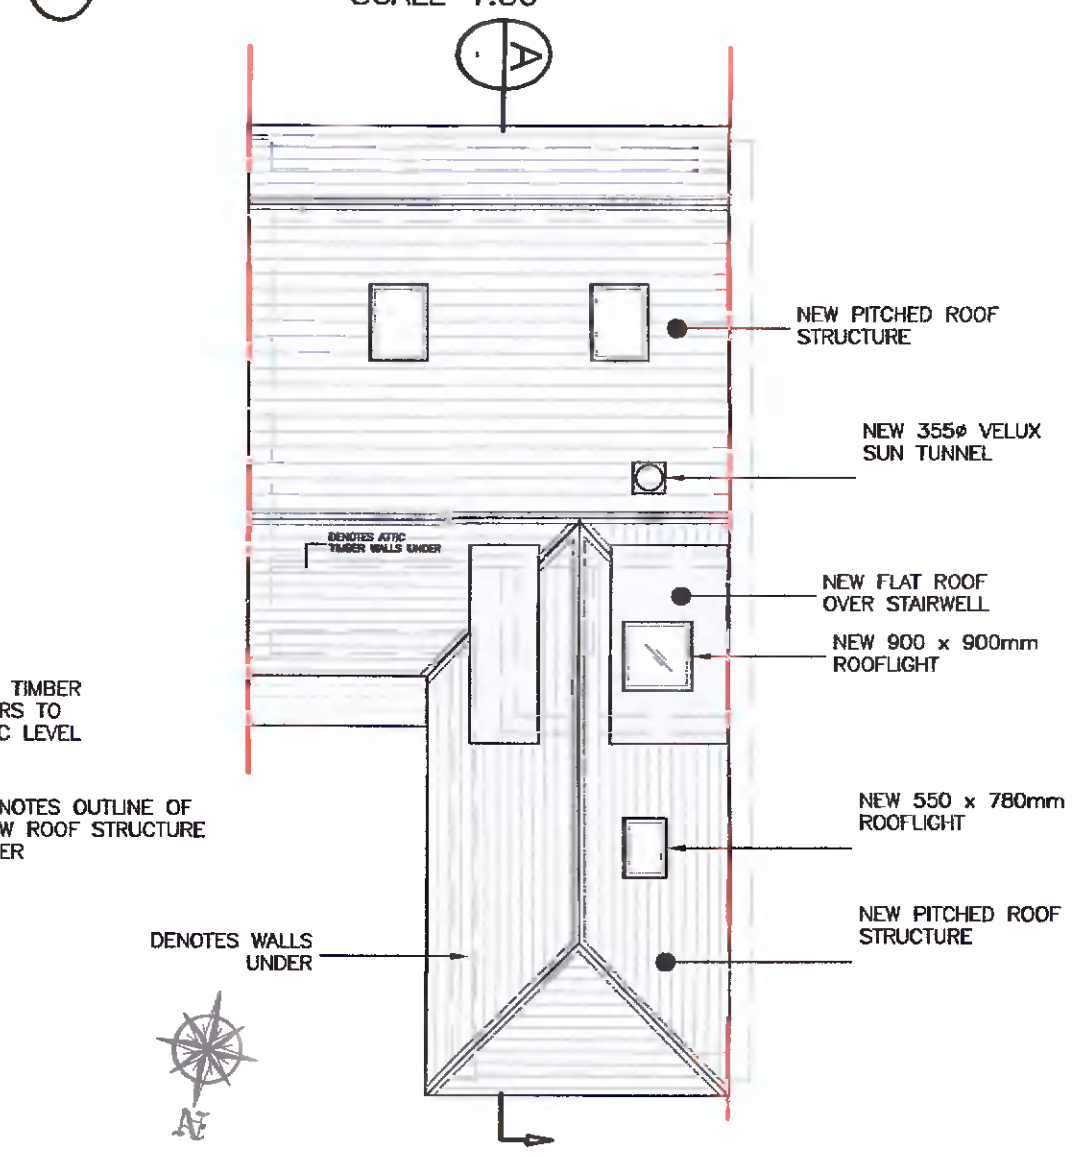 A
NEW PITCHED ROOF
STRUCTURE
NEW 355ø VELUX
SUN TUNNEL
DENOTES ATTIC
TIMBER WALLS UNDER
NEW FLAT ROOF
OVER STAIRWELL
NEW 900 x 900mm
ROOFLIGHT
TIMBER
RS TO
C LEVEL
NOTES OUTLINE OF
W ROOF STRUCTURE
ER
NEW 550 x 780mm
ROOFLIGHT
NEW PITCHED ROOF
STRUCTURE
DENOTES WALLS
UNDER